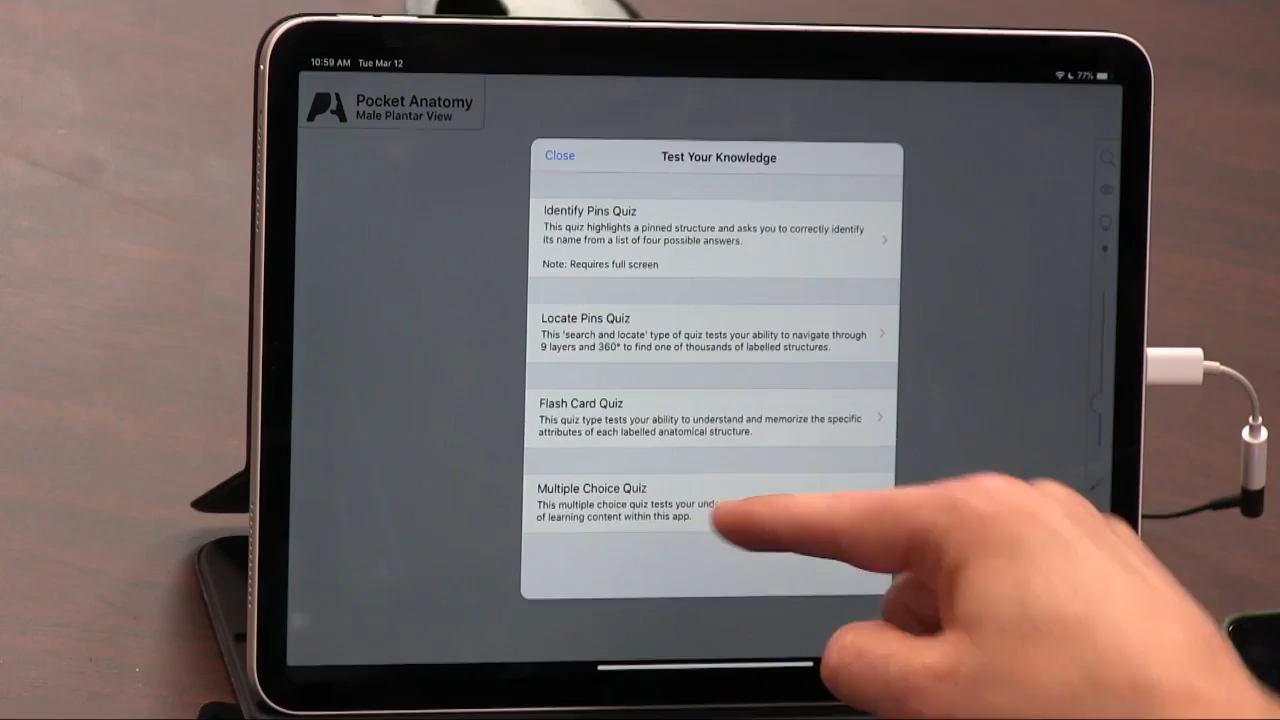 10:59 AM Tue Mar 12
77%
Pocket Anatomy
Male Plantar View
Close
Test Your Knowledge
Identify Pins Quiz
This quiz highlights a pinned structure and asks you to correctly identify
its name from a list of four possible answers.
Note: Requires full screen
Locate Pins Quiz
This 'search and locate' type of quiz tests your ability to navigate through
9 layers and 360° to find one of thousands of labelled structures.
Flash Card Quiz
This quiz type tests your ability to understand and memorize the specific
attributes of each labelled anatomical structure.
Multiple Choice Quiz
This multiple choice quiz tests your
of learning content within this app.